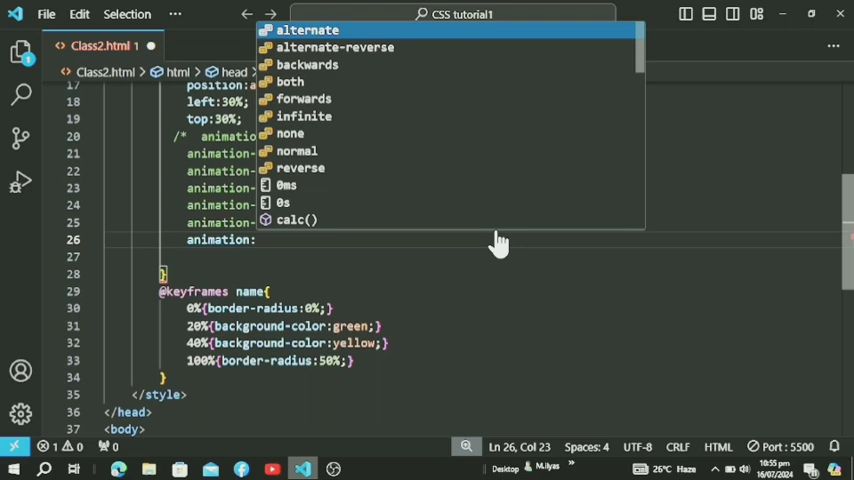 File Edit Selection ··· CSS tutorial1
Class2.html 1
Class2.html > html > head >
alternate
alternate-reverse
backwards
both
forwards
infinite
none
normal
reverse
0ms
0s
calc()
17 position:a
18 left:30%;
19 top:30%;
20 /* animatio
21 animation-
22 animation-
23 animation-
24 animation-
25 animation-
26 animation:
27
28 }
29 @keyframes name{
30 0%{border-radius:0%;}
31 20%{background-color:green;}
32 40%{background-color:yellow;}
33 100%{border-radius:50%;}
34 }
35 </style>
36 </head>
37 <body>
1 0 0 Ln 26, Col 23 Spaces: 4 UTF-8 CRLF HTML Port : 5500
Desktop M.ilyas » 26°C Haze 10:55 pm
16/07/2024